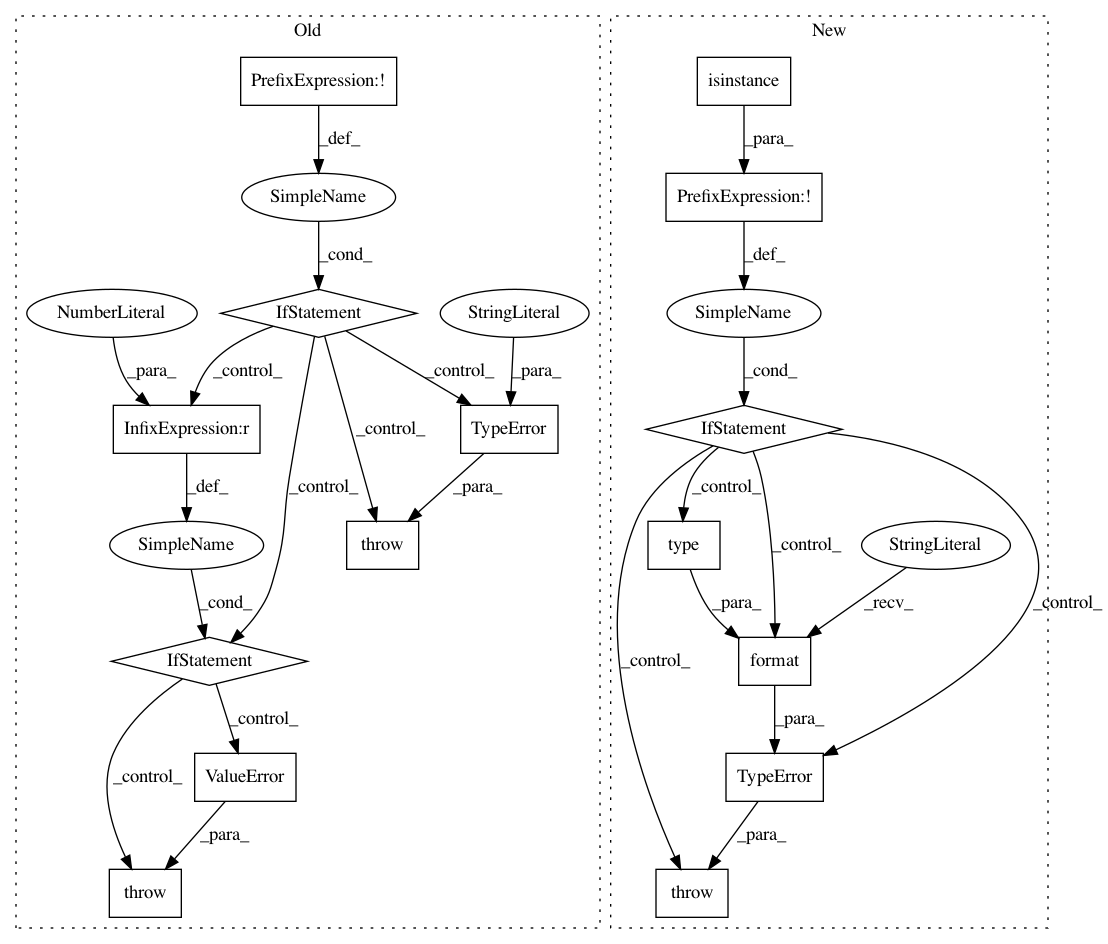 Old
New
PrefixExpression:!
isinstance
_def_
_para_
SimpleName
PrefixExpression:!
_cond_
_def_
NumberLiteral
IfStatement
StringLiteral
SimpleName
_para_
_control_
_control_
_para_
_cond_
InfixExpression:r
_control_
TypeError
IfStatement
_def_
_control_
_para_
_control_
SimpleName
throw
type
_control_
StringLiteral
_cond_
_para_
_recv_
_control_
IfStatement
_control_
format
_control_
_para_
_control_
ValueError
TypeError
_para_
_para_
throw
throw